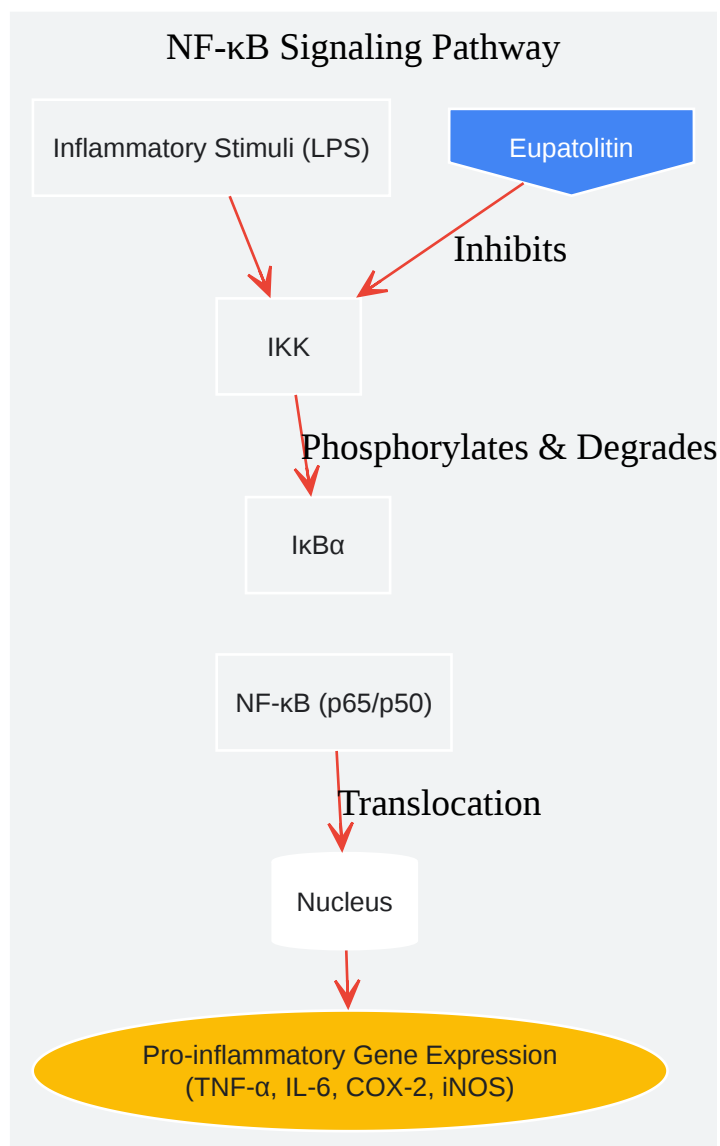 NF-κB Signaling Pathway
Inflammatory Stimuli (LPS)
Eupatolitin
Inhibits
IKK
Phosphorylates & Degrades
IκBα
NF-κB (p65/p50)
Translocation
Nucleus
Pro-inflammatory Gene Expression
(TNF-α, IL-6, COX-2, iNOS)